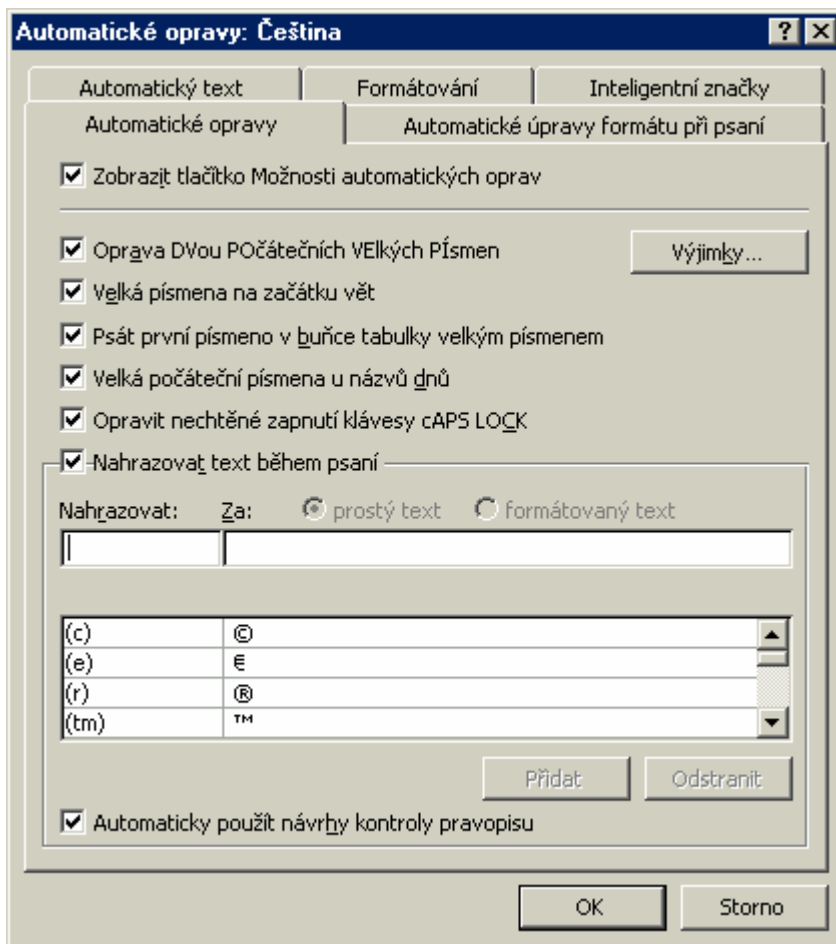 Automatické opravy: Čeština
Automatický text Formátování Inteligentní značky
Automatické opravy Automatické úpravy formátu při psaní
Zobrazit tlačítko Možnosti automatických oprav
Oprava DVou POčátečních VElkých PÍsmen Výjimky...
Velká písmena na začátku vět
Psát první písmeno v buňce tabulky velkým písmenem
Velká počáteční písmena u názvů dnů
Opravit nechtěné zapnutí klávesy cAPS LOCK
Nahrazovat text během psaní
Nahrazovat: Za: prostý text formátovaný text
(c) ©
(e) €
(r) ®
(tm) ™
Přidat Odstranit
Automaticky použít návrhy kontroly pravopisu
OK Storno